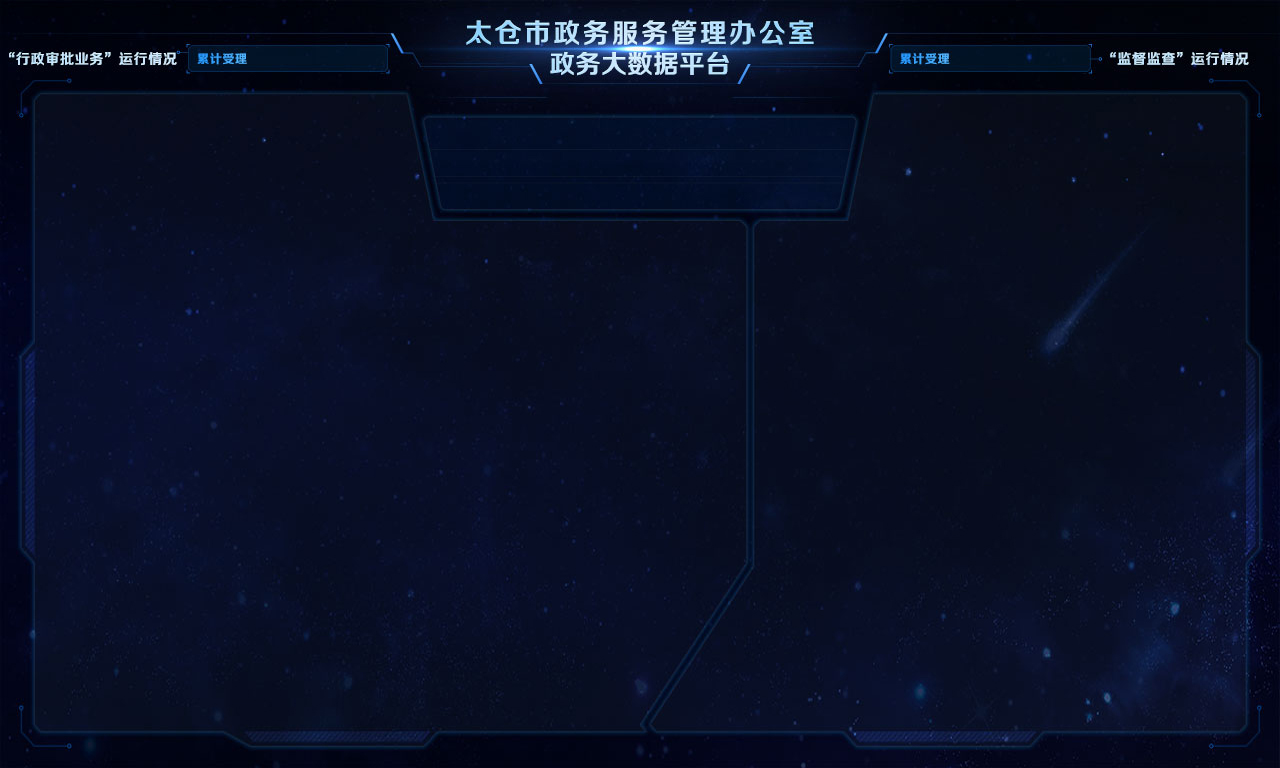 太仓市政务服务管理办公室
政务大数据平台
“行政审批业务”运行情况
累计受理
累计受理
“监督监查”运行情况